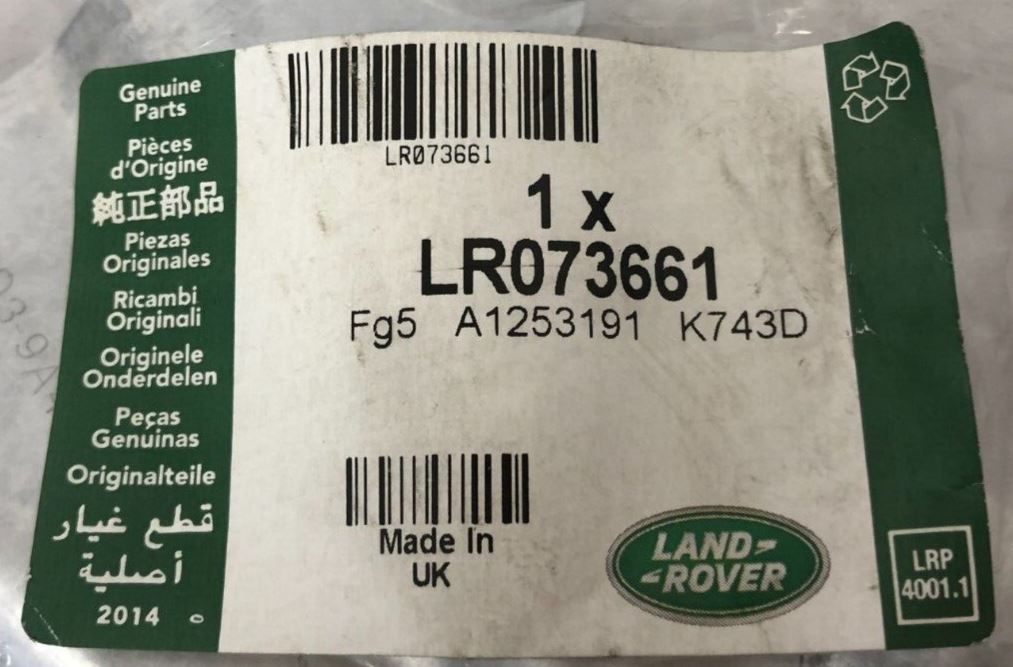 Genuine
Parts
Pièces
d'Origine
純正部品
Piezas
Originales
Ricambi
Originali
Originele
Onderdelen
Peças
Genuinas
Originalteile
قطع غيار
أصلية
2014
LR073661
1 x
LR073661
Fg5 A1253191 K743D
Made In
UK
LAND-
-ROVER
LRP
4001.1